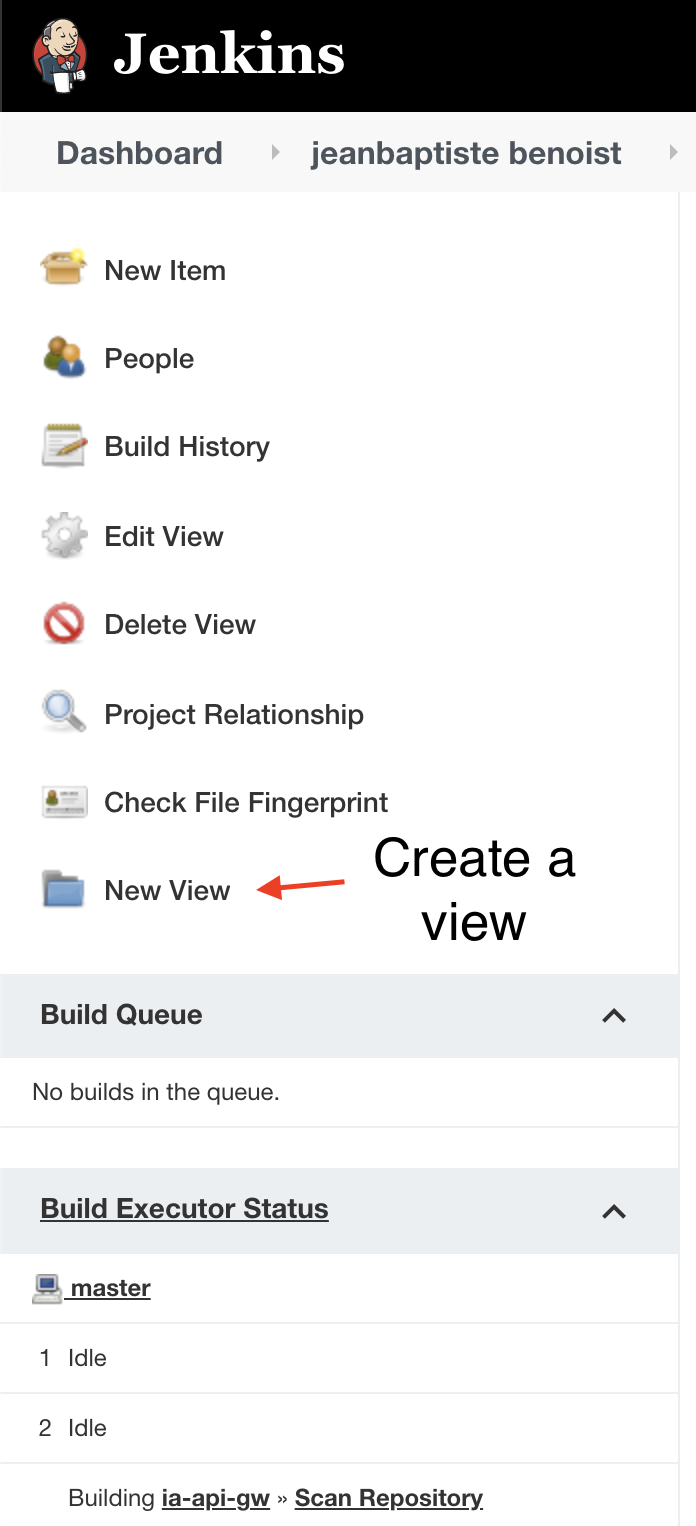 Jenkins
Dashboard
jeanbaptiste benoist
New Item
People
Build History
Edit View
Delete View
Project Relationship
Check File Fingerprint
New View
Create a
view
Build Queue
No builds in the queue.
Build Executor Status
master
1 Idle
2 Idle
Building ia-api-gw » Scan Repository